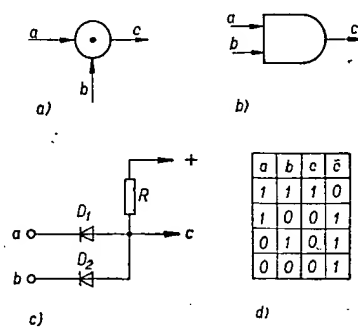 a c
b
a)
a
b
c
b)
+
R
D₁
a c
D₂
b
c)
a b c c̄
1 1 1 0
1 0 0 1
0 1 0 1
0 0 0 1
d)